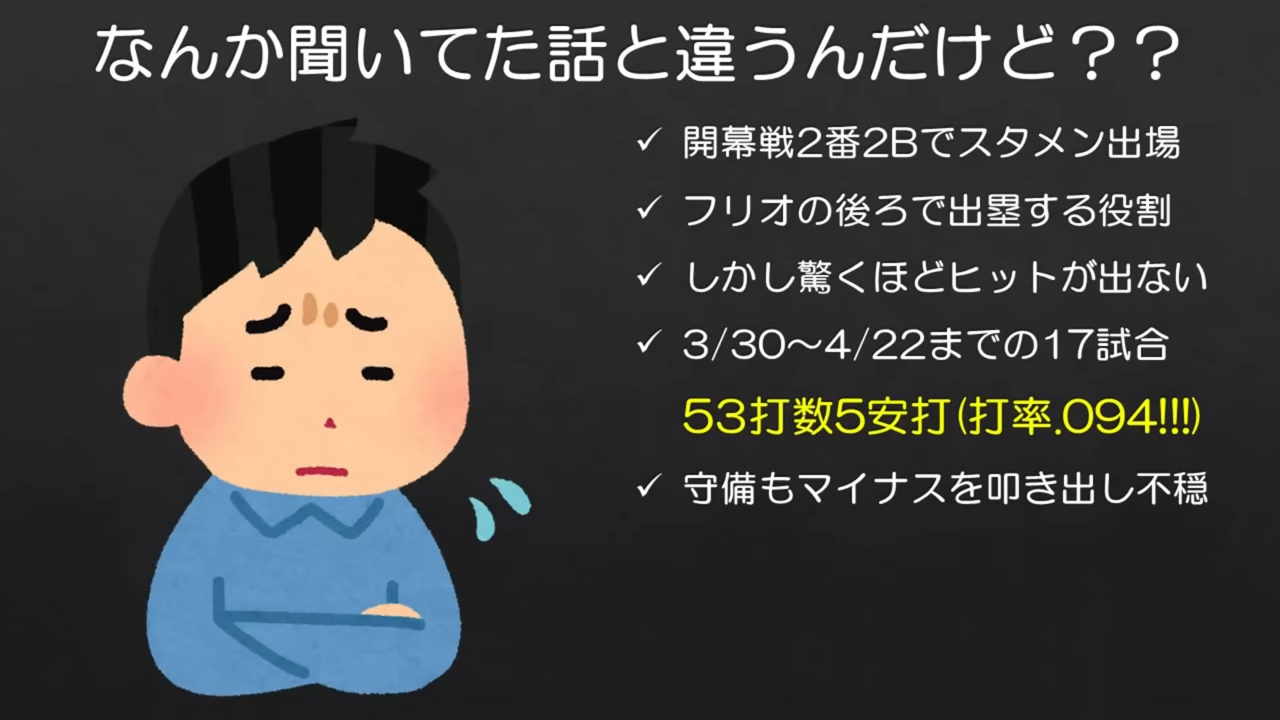 なんか聞いてた話と違うんだけど？？
✓ 開幕戦2番2Bでスタメン出場
✓ フリオの後ろで出塁する役割
✓ しかし驚くほどヒットが出ない
✓ 3/30～4/22までの17試合
53打数5安打(打率.094!!!)
✓ 守備もマイナスを叩き出し不穏